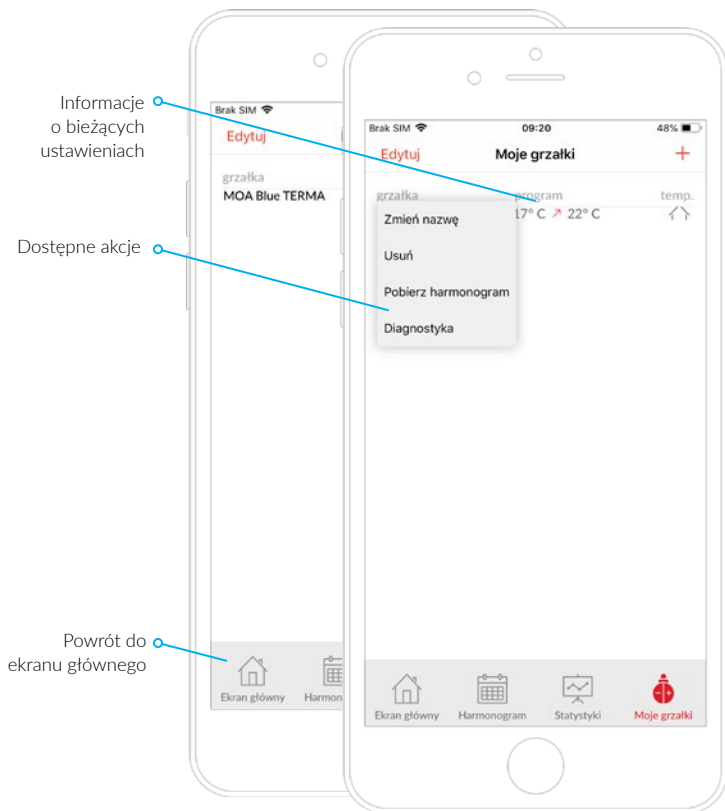 Informacje
o bieżących
ustawieniach
Dostępne akcje
Powrót do
ekranu głównego
Brak SIM
Edytuj
grzałka
MOA Blue TERMA
Ekran główny
Harmon
Brak SIM 09:20 48%
Edytuj Moje grzałki +
grzałka program temp.
17° C ↗ 22° C
Zmień nazwę
Usuń
Pobierz harmonogram
Diagnostyka
Ekran główny Harmonogram Statystyki Moje grzałki